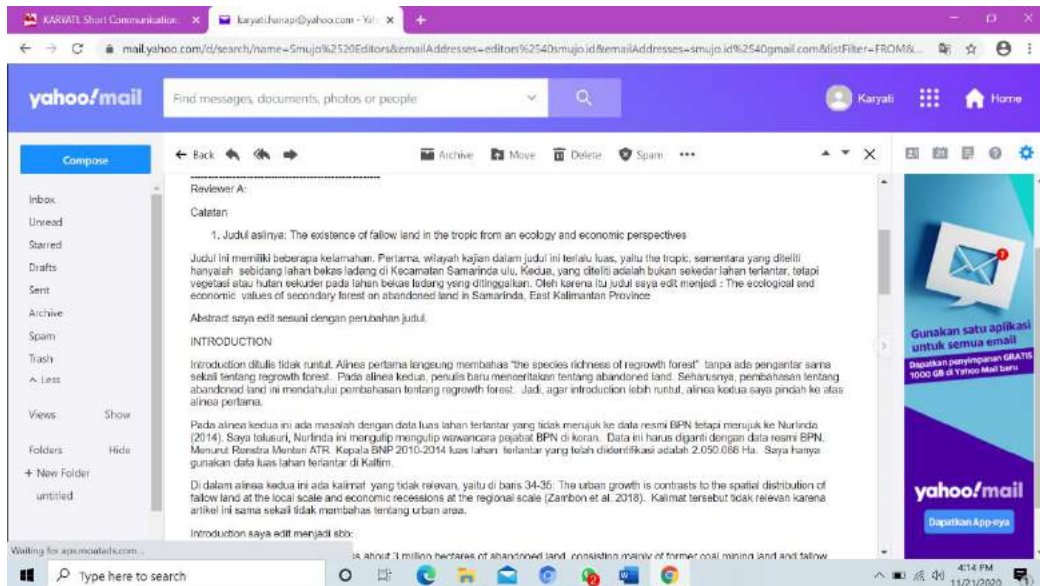 KARYATI, Short Communication:
karyati.hanapi@yahoo.com - Yah
mail.yahoo.com/d/search/name=Smujo%2520Editors&emailAddresses=editors%2540smujo.id&emailAddresses=smujo.id%2540gmail.com&listFilter=FROM&...
yahoo!mail
Find messages, documents, photos or people
Karyati
Home
Compose
Back
Archive
Move
Delete
Spam
Inbox
Unread
Starred
Drafts
Sent
Archive
Spam
Trash
Less
Views Show
Folders Hide
+ New Folder
untitled
Reviewer A:
Catatan
1. Judul aslinya: The existence of fallow land in the tropic from an ecology and economic perspectives
Judul ini memiliki beberapa kelamahan. Pertama, wilayah kajian dalam judul ini terlalu luas, yaitu the tropic, sementara yang diteliti
hanyalah sebidang lahan bekas ladang di Kecamatan Samarinda ulu. Kedua, yang diteliti adalah bukan sekedar lahan terlantar, tetapi
vegetasi atau hutan sekuder pada lahan bekas ladang yang ditinggalkan. Oleh karena itu judul saya edit menjadi : The ecological and
economic values of secondary forest on an abandoned land in Samarinda, East Kalimantan Province
Abstract saya edit sesuai dengan perubahan judul.
INTRODUCTION
Introduction ditulis tidak runtut. Alinea pertama langsung membahas "the species richness of regrowth forest" tanpa ada pengantar sama
sekali tentang regrowth forest. Pada alinea kedua, penulis baru menceritakan tentang abandoned land. Seharusnya, pembahasan tentang
abandoned land ini mendahului pembahasan tentang regrowth forest. Jadi, agar introduction lebih runtut, alinea kedua saya pindah ke atas
alinea pertama.
Pada alinea kedua ini ada masalah dengan data luas lahan terlantar yang tidak merujuk ke data resmi BPN tetapi merujuk ke Nurlinda
(2014). Saya telusuri, Nurlinda ini mengutip mengutip wawancara pejabat BPN di koran. Data ini harus diganti dengan data resmi BPN.
Menurut Renstra Menteri ATR Kepala BNP 2010-2014 luas lahan terlantar yang telah diidentifikasi adalah 2.050.088 Ha. Saya hanya
gunakan data luas lahan terlantar di Kaltim.
Di dalam alinea kedua ini ada kalimat yang tidak relevan, yaitu di baris 34-35: The urban growth is contrasts to the spatial distribution of
fallow land at the local scale and economic recessions at the regional scale (Zambon et al. 2018). Kalimat tersebut tidak relevan karena
artikel ini sama sekali tidak membahas tentang urban area.
Introduction saya edit menjadi sbb:
s about 3 million hectares of abandoned land, consisting mainly of former coal mining land and fallow
Gunakan satu aplikasi
untuk semua email
Dapatkan penyimpanan GRATIS
1000 GB di Yahoo Mail baru
yahoo!mail
Dapatkan App-nya
Type here to search
4:14 PM
11/21/2020